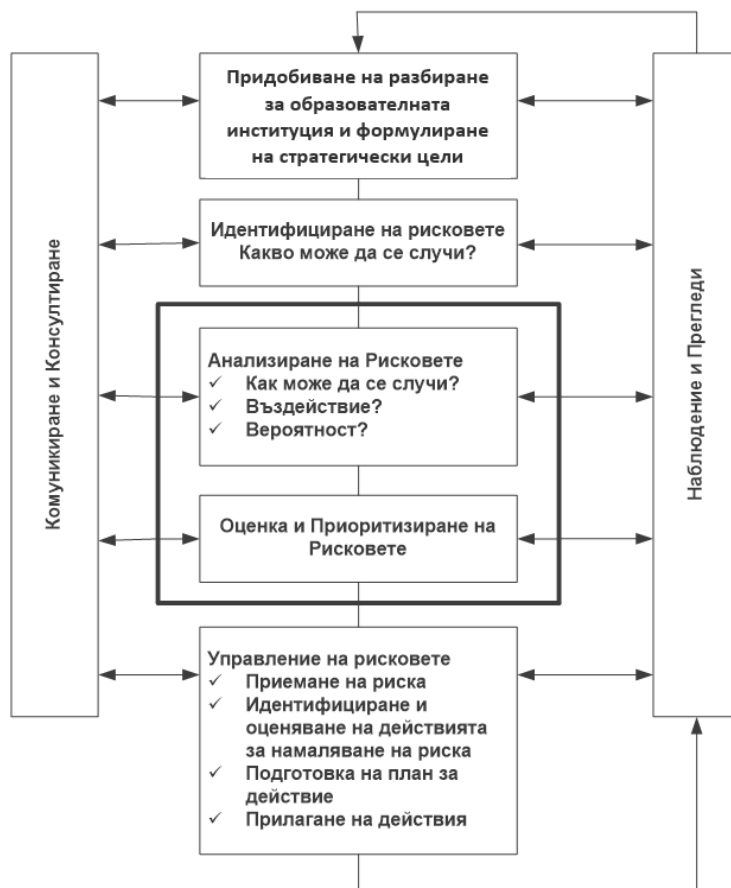 Придобиване на разбиране
за образователната
институция и формулиране
на стратегически цели
Идентифициране на рисковете
Какво може да се случи?
Комуникиране и Консултиране
Наблюдение и Прегледи
Анализиране на Рисковете
✓ Как може да се случи?
✓ Въздействие?
✓ Вероятност?
Оценка и Приоритизиране на
Рисковете
Управление на рисковете
✓ Приемане на риска
✓ Идентифициране и
оценяване на действията
за намаляване на риска
✓ Подготовка на план за
действие
✓ Прилагане на действия